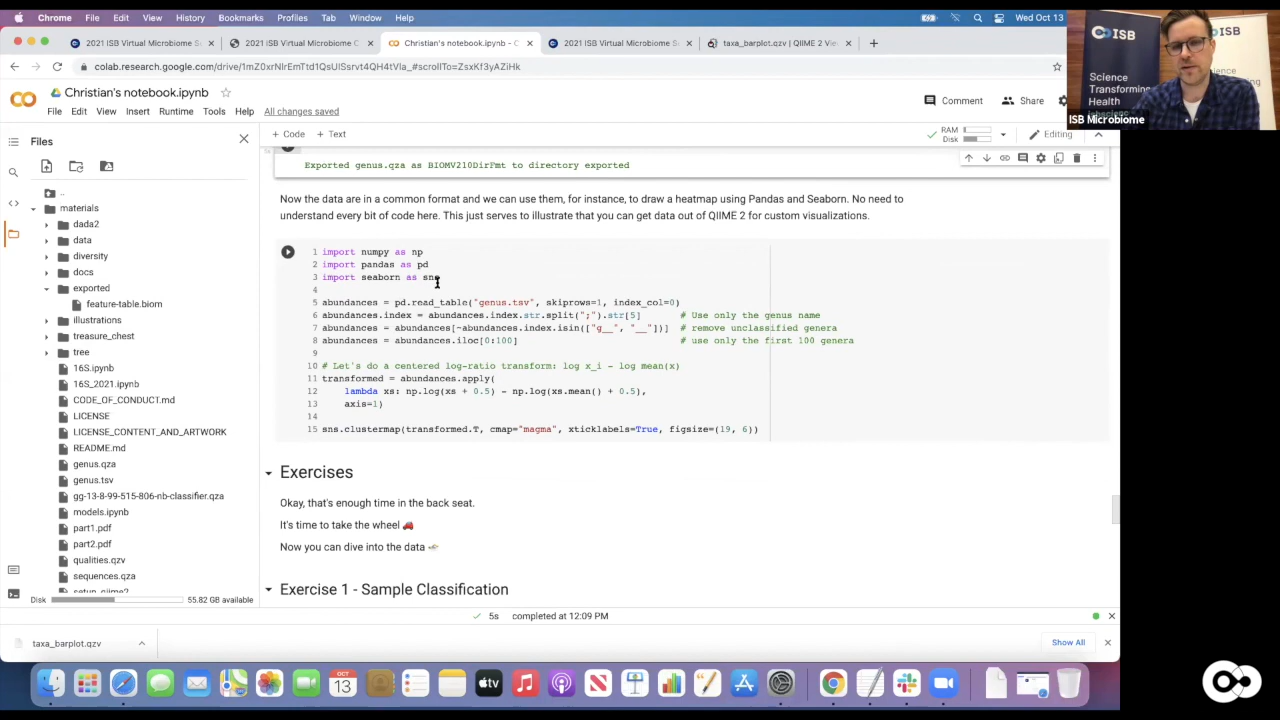 Chrome File Edit View History Bookmarks Profiles Tab Window Help Wed Oct 13
2021 ISB Virtual Microbiome S
2021 ISB Virtual Microbiome C
Christian's notebook.ipynb - C
2021 ISB Virtual Microbiome S
taxa_barplot.qzv | QIIME 2 View
Christian's notebook.ipynb
Comment
Share
File Edit View Insert Runtime Tools Help All changes saved
Files
+ Code + Text
RAM
Disk
Editing
..
materials
dada2
data
diversity
docs
exported
feature-table.biom
illustrations
treasure_chest
tree
16S.ipynb
16S_2021.ipynb
CODE_OF_CONDUCT.md
LICENSE
LICENSE_CONTENT_AND_ARTWORK
README.md
genus.qza
genus.tsv
gg-13-8-99-515-806-nb-classifier.qza
models.ipynb
part1.pdf
part2.pdf
qualities.qzv
sequences.qza
Disk 55.82 GB available
Exported genus.qza as BIOMV210DirFmt to directory exported
Now the data are in a common format and we can use them, for instance, to draw a heatmap using Pandas and Seaborn. No need to
understand every bit of code here. This just serves to illustrate that you can get data out of QIIME 2 for custom visualizations.
1 import numpy as np
2 import pandas as pd
3 import seaborn as sns
4
5 abundances = pd.read_table("genus.tsv", skiprows=1, index_col=0)
6 abundances.index = abundances.index.str.split(";").str[5] # Use only the genus name
7 abundances = abundances[~abundances.index.isin(["g__", "__"])] # remove unclassified genera
8 abundances = abundances.iloc[0:100] # use only the first 100 genera
9
10 # Let's do a centered log-ratio transform: log x_i - log mean(x)
11 transformed = abundances.apply(
12 lambda xs: np.log(xs + 0.5) - np.log(xs.mean() + 0.5),
13 axis=1)
14
15 sns.clustermap(transformed.T, cmap="magma", xticklabels=True, figsize=(19, 6))
Exercises
Okay, that's enough time in the back seat.
It's time to take the wheel 🚗
Now you can dive into the data
Exercise 1 - Sample Classification
5s completed at 12:09 PM
taxa_barplot.qzv
Show All
ISB
Science
Transforming
Health
ISB
ISB Microbiome
OCT
13
tv